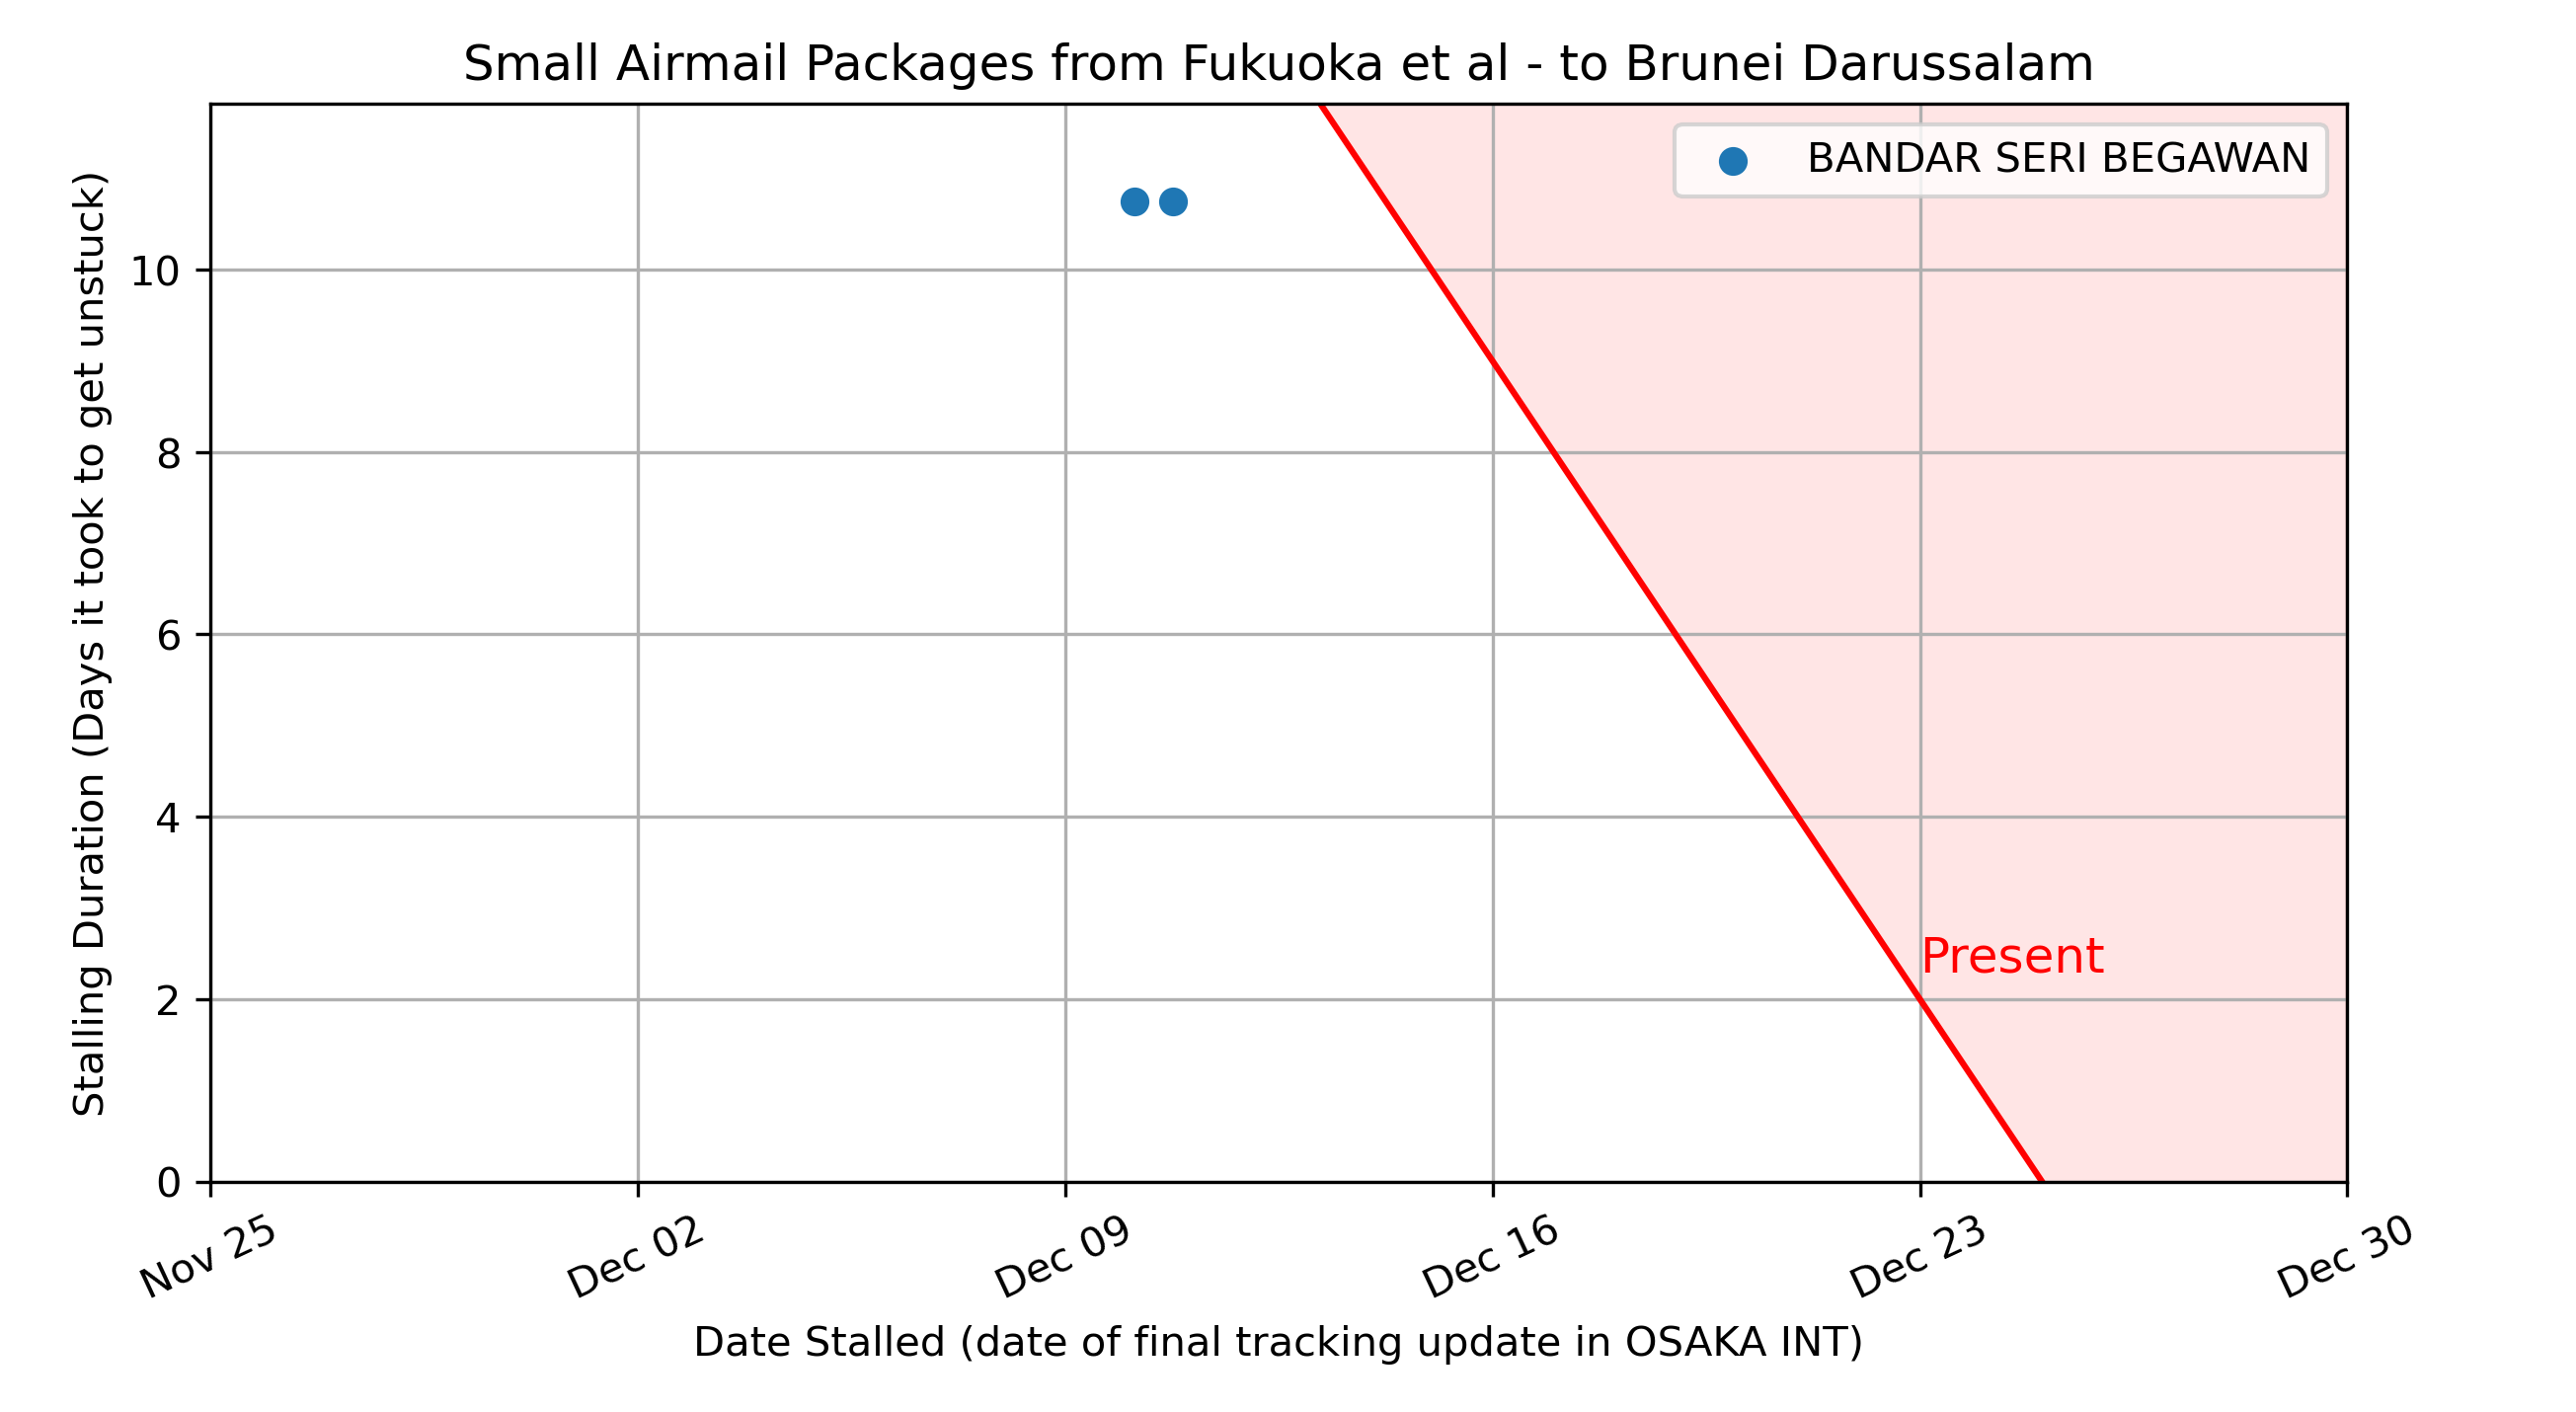 Small Airmail Packages from Fukuoka et al - to Brunei Darussalam
BANDAR SERI BEGAWAN
Stalling Duration (Days it took to get unstuck)
10
8
6
4
2
0
Present
Nov 25
Dec 02
Dec 09
Dec 16
Dec 23
Dec 30
Date Stalled (date of final tracking update in OSAKA INT)